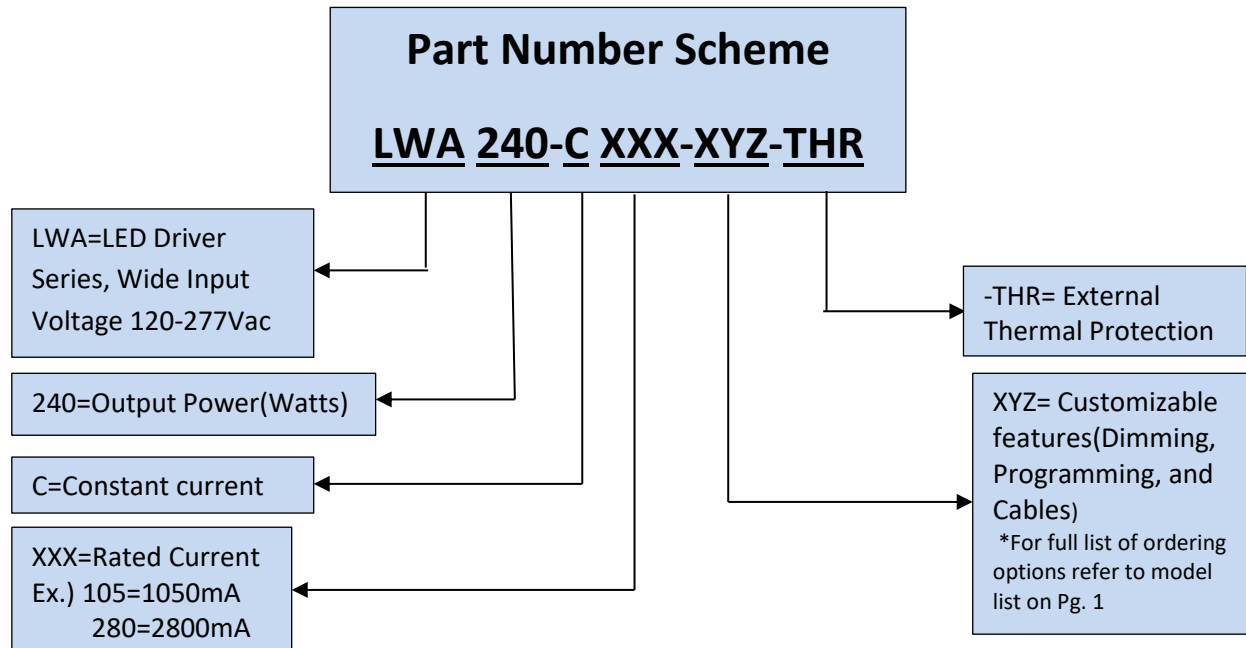 Part Number Scheme
LWA 240-C XXX-XYZ-THR
LWA=LED Driver
Series, Wide Input
Voltage 120-277Vac
240=Output Power(Watts)
C=Constant current
XXX=Rated Current
Ex.) 105=1050mA
280=2800mA
-THR= External
Thermal Protection
XYZ= Customizable
features(Dimming,
Programming, and
Cables)
*For full list of ordering
options refer to model
list on Pg. 1